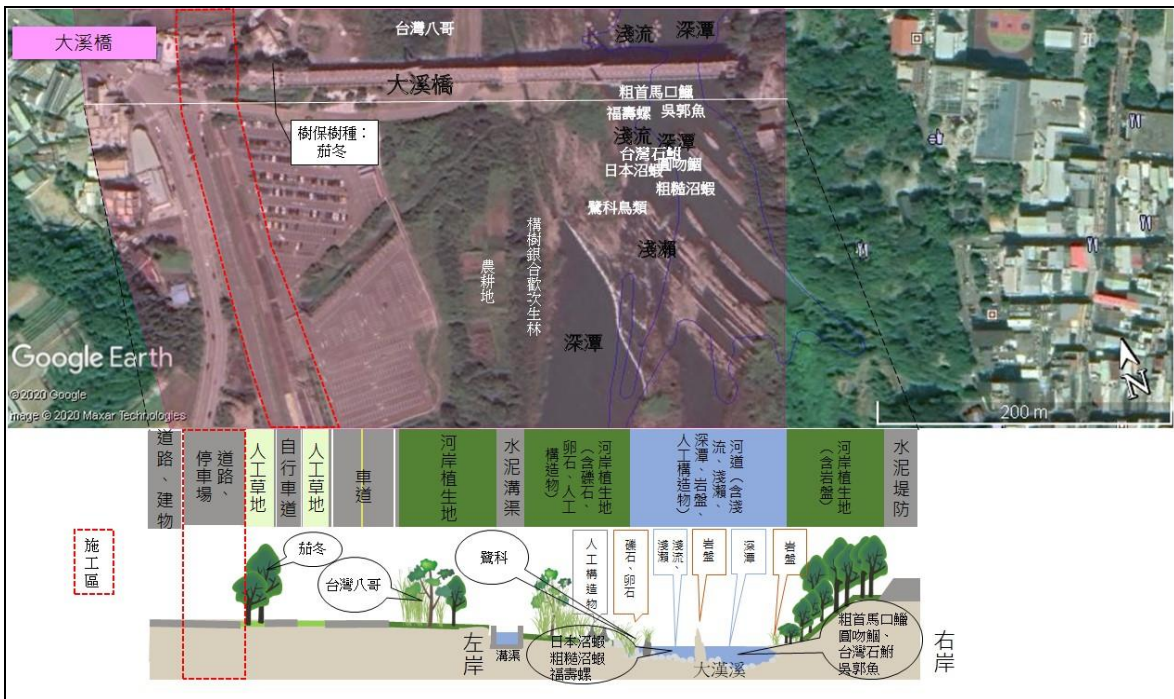 大溪橋
台灣八哥
淺流
深潭
大溪橋
粗首馬口鱲
福壽螺
吳郭魚
樹保樹種：
茄冬
淺流
深潭
台灣石鮒
圓吻鯝
日本沼蝦
粗糙沼蝦
鷺科鳥類
淺瀨
構樹銀合歡次生林
農耕地
深潭
Google Earth
©2020 Google
Image © 2020 Maxar Technologies
N
200 m
道路、建物
道路、
停車場
人工草地
自行車道
人工草地
車道
河岸植生地
水泥溝渠
河岸植生地
（含礫石、
卵石、人工
構造物）
河道（含淺
流、淺瀨、
深潭、岩盤、
人工構造物）
河岸植生地
（含岩盤）
水泥堤防
施工區
茄冬
台灣八哥
鷺科
人工構造物
礫石、卵石
淺流、
淺瀨
岩盤
深潭
岩盤
左岸
溝渠
日本沼蝦
粗糙沼蝦
福壽螺
大漢溪
粗首馬口鱲
圓吻鯝、
台灣石鮒
吳郭魚
右岸